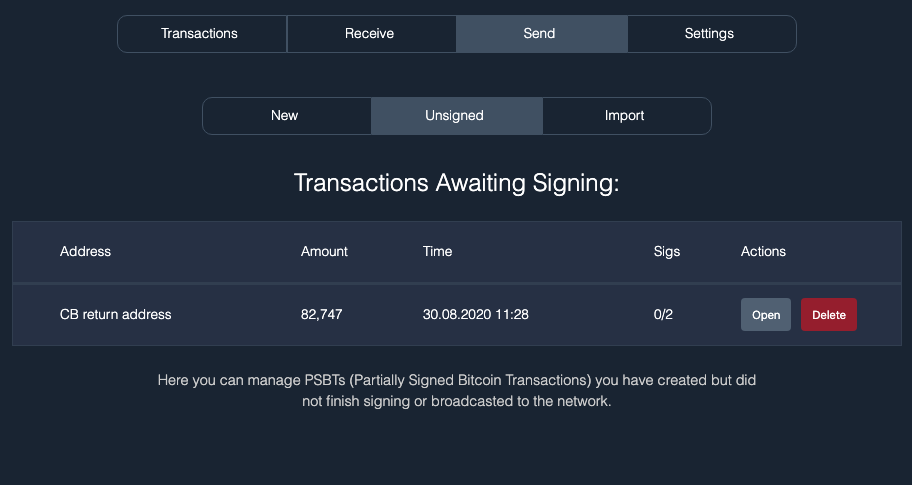 Transactions Receive Send Settings
New Unsigned Import
Transactions Awaiting Signing:
Address Amount Time Sigs Actions
CB return address 82,747 30.08.2020 11:28 0/2 Open Delete
Here you can manage PSBTs (Partially Signed Bitcoin Transactions) you have created but did
not finish signing or broadcasted to the network.